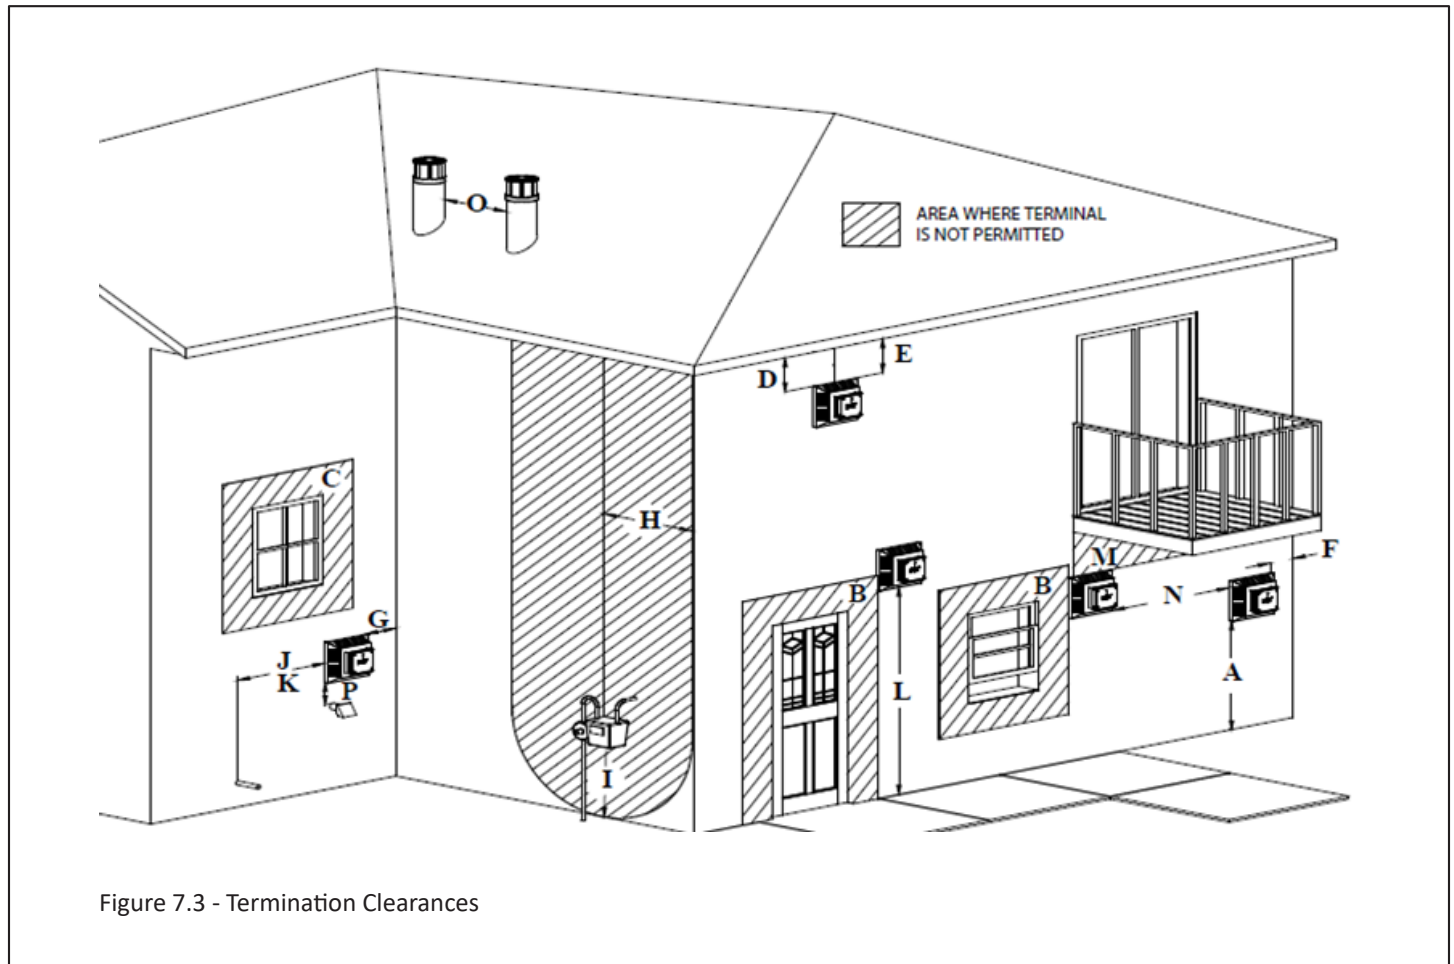 O
AREA WHERE TERMINAL
IS NOT PERMITTED
D
E
C
H
M
F
B
B
N
G
J
K
P
L
A
I
Figure 7.3 - Termination Clearances